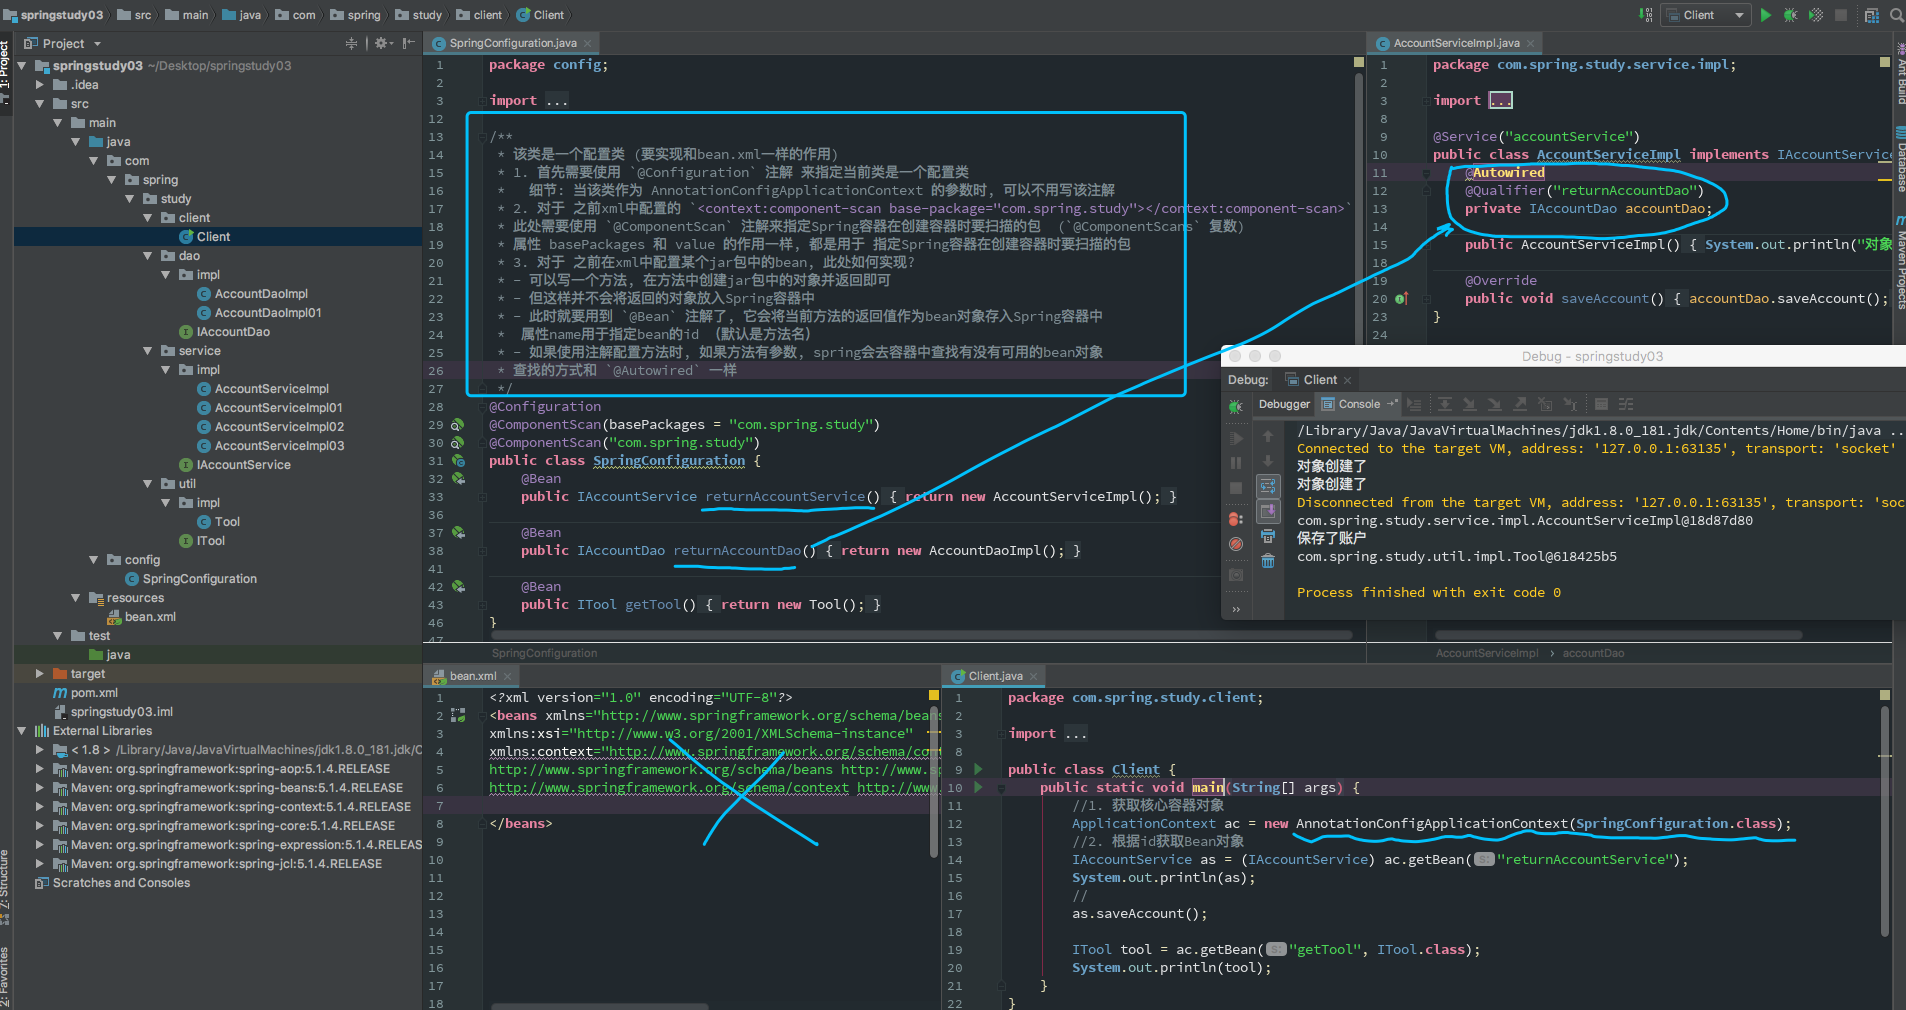 springstudy03 src main java com spring study client Client
Client
Project
springstudy03 ~/Desktop/springstudy03
.idea
src
main
java
com
spring
study
client
Client
dao
impl
AccountDaoImpl
AccountDaoImpl01
IAccountDao
service
impl
AccountServiceImpl
AccountServiceImpl01
AccountServiceImpl02
AccountServiceImpl03
IAccountService
util
impl
Tool
ITool
config
SpringConfiguration
resources
bean.xml
test
java
target
pom.xml
springstudy03.iml
External Libraries
< 1.8 > /Library/Java/JavaVirtualMachines/jdk1.8.0_181.jdk/C
Maven: org.springframework:spring-aop:5.1.4.RELEASE
Maven: org.springframework:spring-beans:5.1.4.RELEASE
Maven: org.springframework:spring-context:5.1.4.RELEASE
Maven: org.springframework:spring-core:5.1.4.RELEASE
Maven: org.springframework:spring-expression:5.1.4.RELEAS
Maven: org.springframework:spring-jcl:5.1.4.RELEASE
Scratches and Consoles
1: Project
7: Structure
2: Favorites
SpringConfiguration.java
1 package config;
2
3 import ...
12
13 /**
14 * 该类是一个配置类 (要实现和bean.xml一样的作用)
15 * 1. 首先需要使用 `@Configuration` 注解 来指定当前类是一个配置类
16 * 细节: 当该类作为 AnnotationConfigApplicationContext 的参数时, 可以不用写该注解
17 * 2. 对于 之前xml中配置的 `<context:component-scan base-package="com.spring.study"></context:component-scan>`
18 * 此处需要使用 `@ComponentScan` 注解来指定Spring容器在创建容器时要扫描的包 (`@ComponentScans` 复数)
19 * 属性 basePackages 和 value 的作用一样, 都是用于 指定Spring容器在创建容器时要扫描的包
20 * 3. 对于 之前在xml中配置某个jar包中的bean, 此处如何实现?
21 * - 可以写一个方法, 在方法中创建jar包中的对象并返回即可
22 * - 但这样并不会将返回的对象放入Spring容器中
23 * - 此时就要用到 `@Bean` 注解了, 它会将当前方法的返回值作为bean对象存入Spring容器中
24 * 属性name用于指定bean的id (默认是方法名)
25 * - 如果使用注解配置方法时, 如果方法有参数, spring会去容器中查找有没有可用的bean对象
26 * 查找的方式和 `@Autowired` 一样
27 */
28 @Configuration
29 @ComponentScan(basePackages = "com.spring.study")
30 @ComponentScan("com.spring.study")
31 public class SpringConfiguration {
32 @Bean
33 public IAccountService returnAccountService() { return new AccountServiceImpl(); }
36
37 @Bean
38 public IAccountDao returnAccountDao() { return new AccountDaoImpl(); }
41
42 @Bean
43 public ITool getTool() { return new Tool(); }
46 }
47
SpringConfiguration
AccountServiceImpl.java
1 package com.spring.study.service.impl;
2
3 import ...
8
9 @Service("accountService")
10 public class AccountServiceImpl implements IAccountService
11 @Autowired
12 @Qualifier("returnAccountDao")
13 private IAccountDao accountDao;
14
15 public AccountServiceImpl() { System.out.println("对象
18
19 @Override
20 public void saveAccount() { accountDao.saveAccount();
23 }
24
AccountServiceImpl › accountDao
Ant Build
Database
Maven Projects
Debug - springstudy03
Debug: Client
Debugger Console
/Library/Java/JavaVirtualMachines/jdk1.8.0_181.jdk/Contents/Home/bin/java ...
Connected to the target VM, address: '127.0.0.1:63135', transport: 'socket'
对象创建了
对象创建了
Disconnected from the target VM, address: '127.0.0.1:63135', transport: 'soc
com.spring.study.service.impl.AccountServiceImpl@18d87d80
保存了账户
com.spring.study.util.impl.Tool@618425b5
Process finished with exit code 0
bean.xml
1 <?xml version="1.0" encoding="UTF-8"?>
2 <beans xmlns="http://www.springframework.org/schema/beans
3 xmlns:xsi="http://www.w3.org/2001/XMLSchema-instance"
4 xmlns:context="http://www.springframework.org/schema/cont
5 http://www.springframework.org/schema/beans http://www.sp
6 http://www.springframework.org/schema/context http://www.
7
8 </beans>
9
10
11
12
13
14
15
16
17
18
Client.java
1 package com.spring.study.client;
2
3 import ...
8
9 public class Client {
10 public static void main(String[] args) {
11 //1. 获取核心容器对象
12 ApplicationContext ac = new AnnotationConfigApplicationContext(SpringConfiguration.class);
13 //2. 根据id获取Bean对象
14 IAccountService as = (IAccountService) ac.getBean( s: "returnAccountService");
15 System.out.println(as);
16 //
17 as.saveAccount();
18
19 ITool tool = ac.getBean( s: "getTool", ITool.class);
20 System.out.println(tool);
21 }
22 }